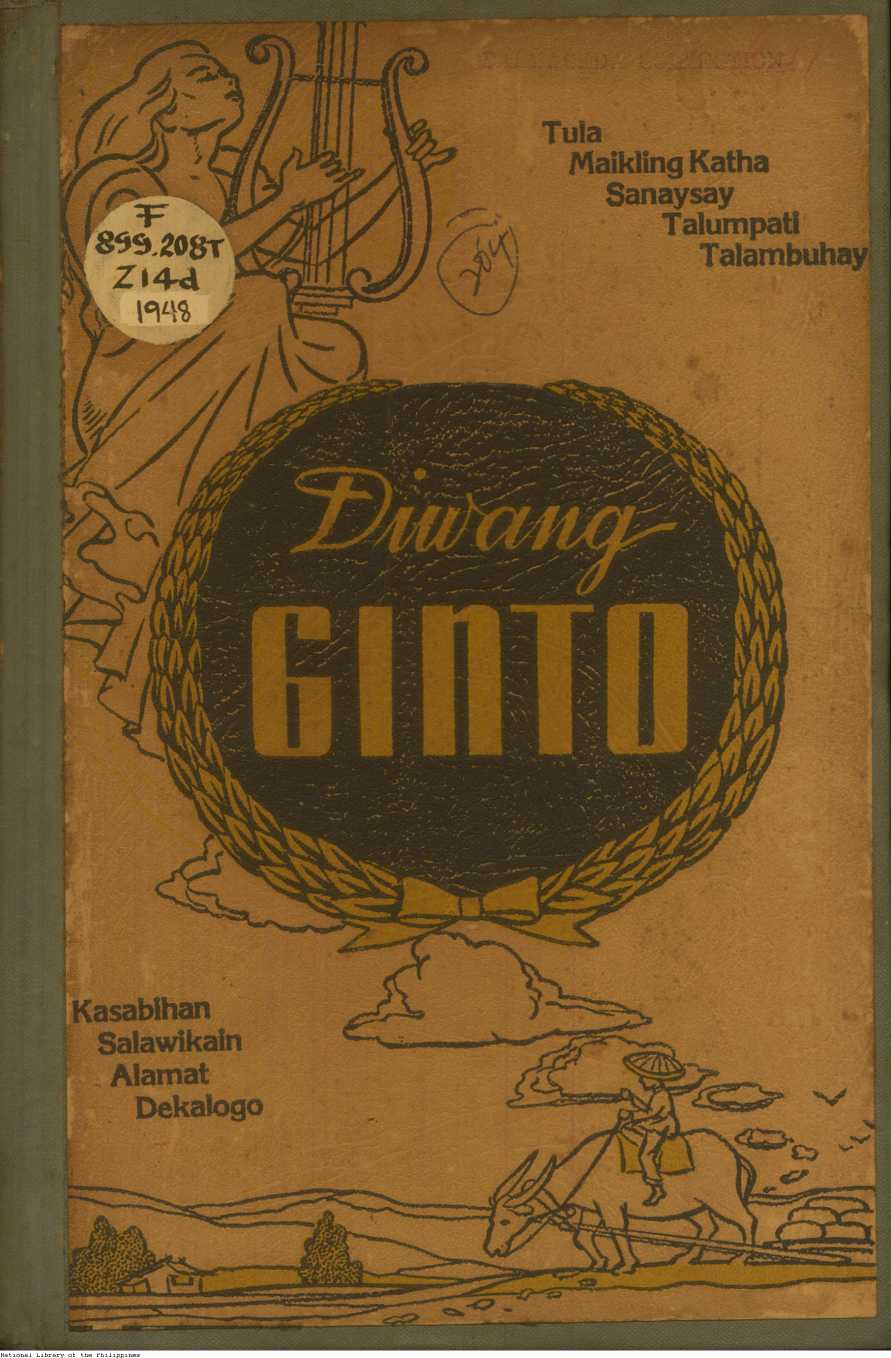 Tula
Maikling Katha
Sanaysay
Talumpati
Talambuhay
F
899.208T
Z14d
1948
204
Diwang
GINTO
Kasabihan
Salawikain
Alamat
Dekalogo
National Library of the Philippines